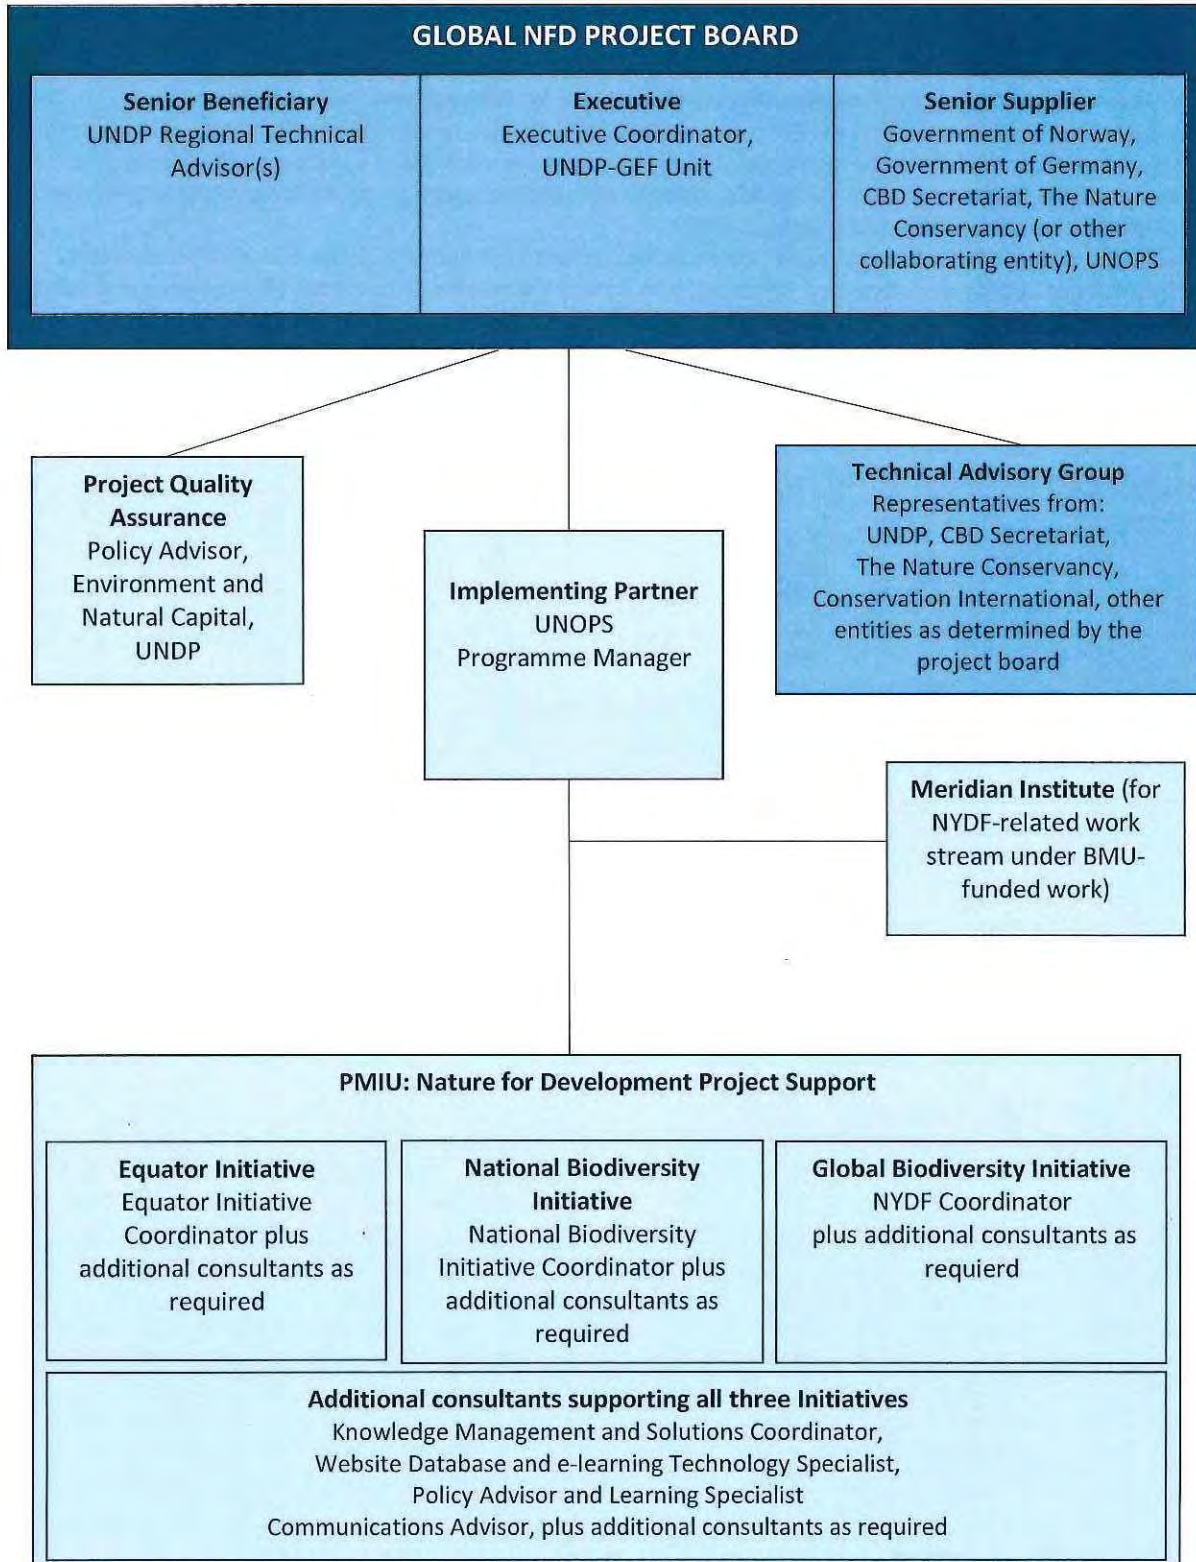 GLOBAL NFD PROJECT BOARD
Senior Beneficiary
UNDP Regional Technical
Advisor(s)
Executive
Executive Coordinator,
UNDP-GEF Unit
Senior Supplier
Government of Norway,
Government of Germany,
CBD Secretariat, The Nature
Conservancy (or other
collaborating entity), UNOPS
Project Quality
Assurance
Policy Advisor,
Environment and
Natural Capital,
UNDP
Implementing Partner
UNOPS
Programme Manager
Technical Advisory Group
Representatives from:
UNDP, CBD Secretariat,
The Nature Conservancy,
Conservation International, other
entities as determined by the
project board
Meridian Institute (for
NYDF-related work
stream under BMU-
funded work)
PMIU: Nature for Development Project Support
Equator Initiative
Equator Initiative
Coordinator plus
additional consultants as
required
National Biodiversity
Initiative
National Biodiversity
Initiative Coordinator plus
additional consultants as
required
Global Biodiversity Initiative
NYDF Coordinator
plus additional consultants as
requierd
Additional consultants supporting all three Initiatives
Knowledge Management and Solutions Coordinator,
Website Database and e-learning Technology Specialist,
Policy Advisor and Learning Specialist
Communications Advisor, plus additional consultants as required